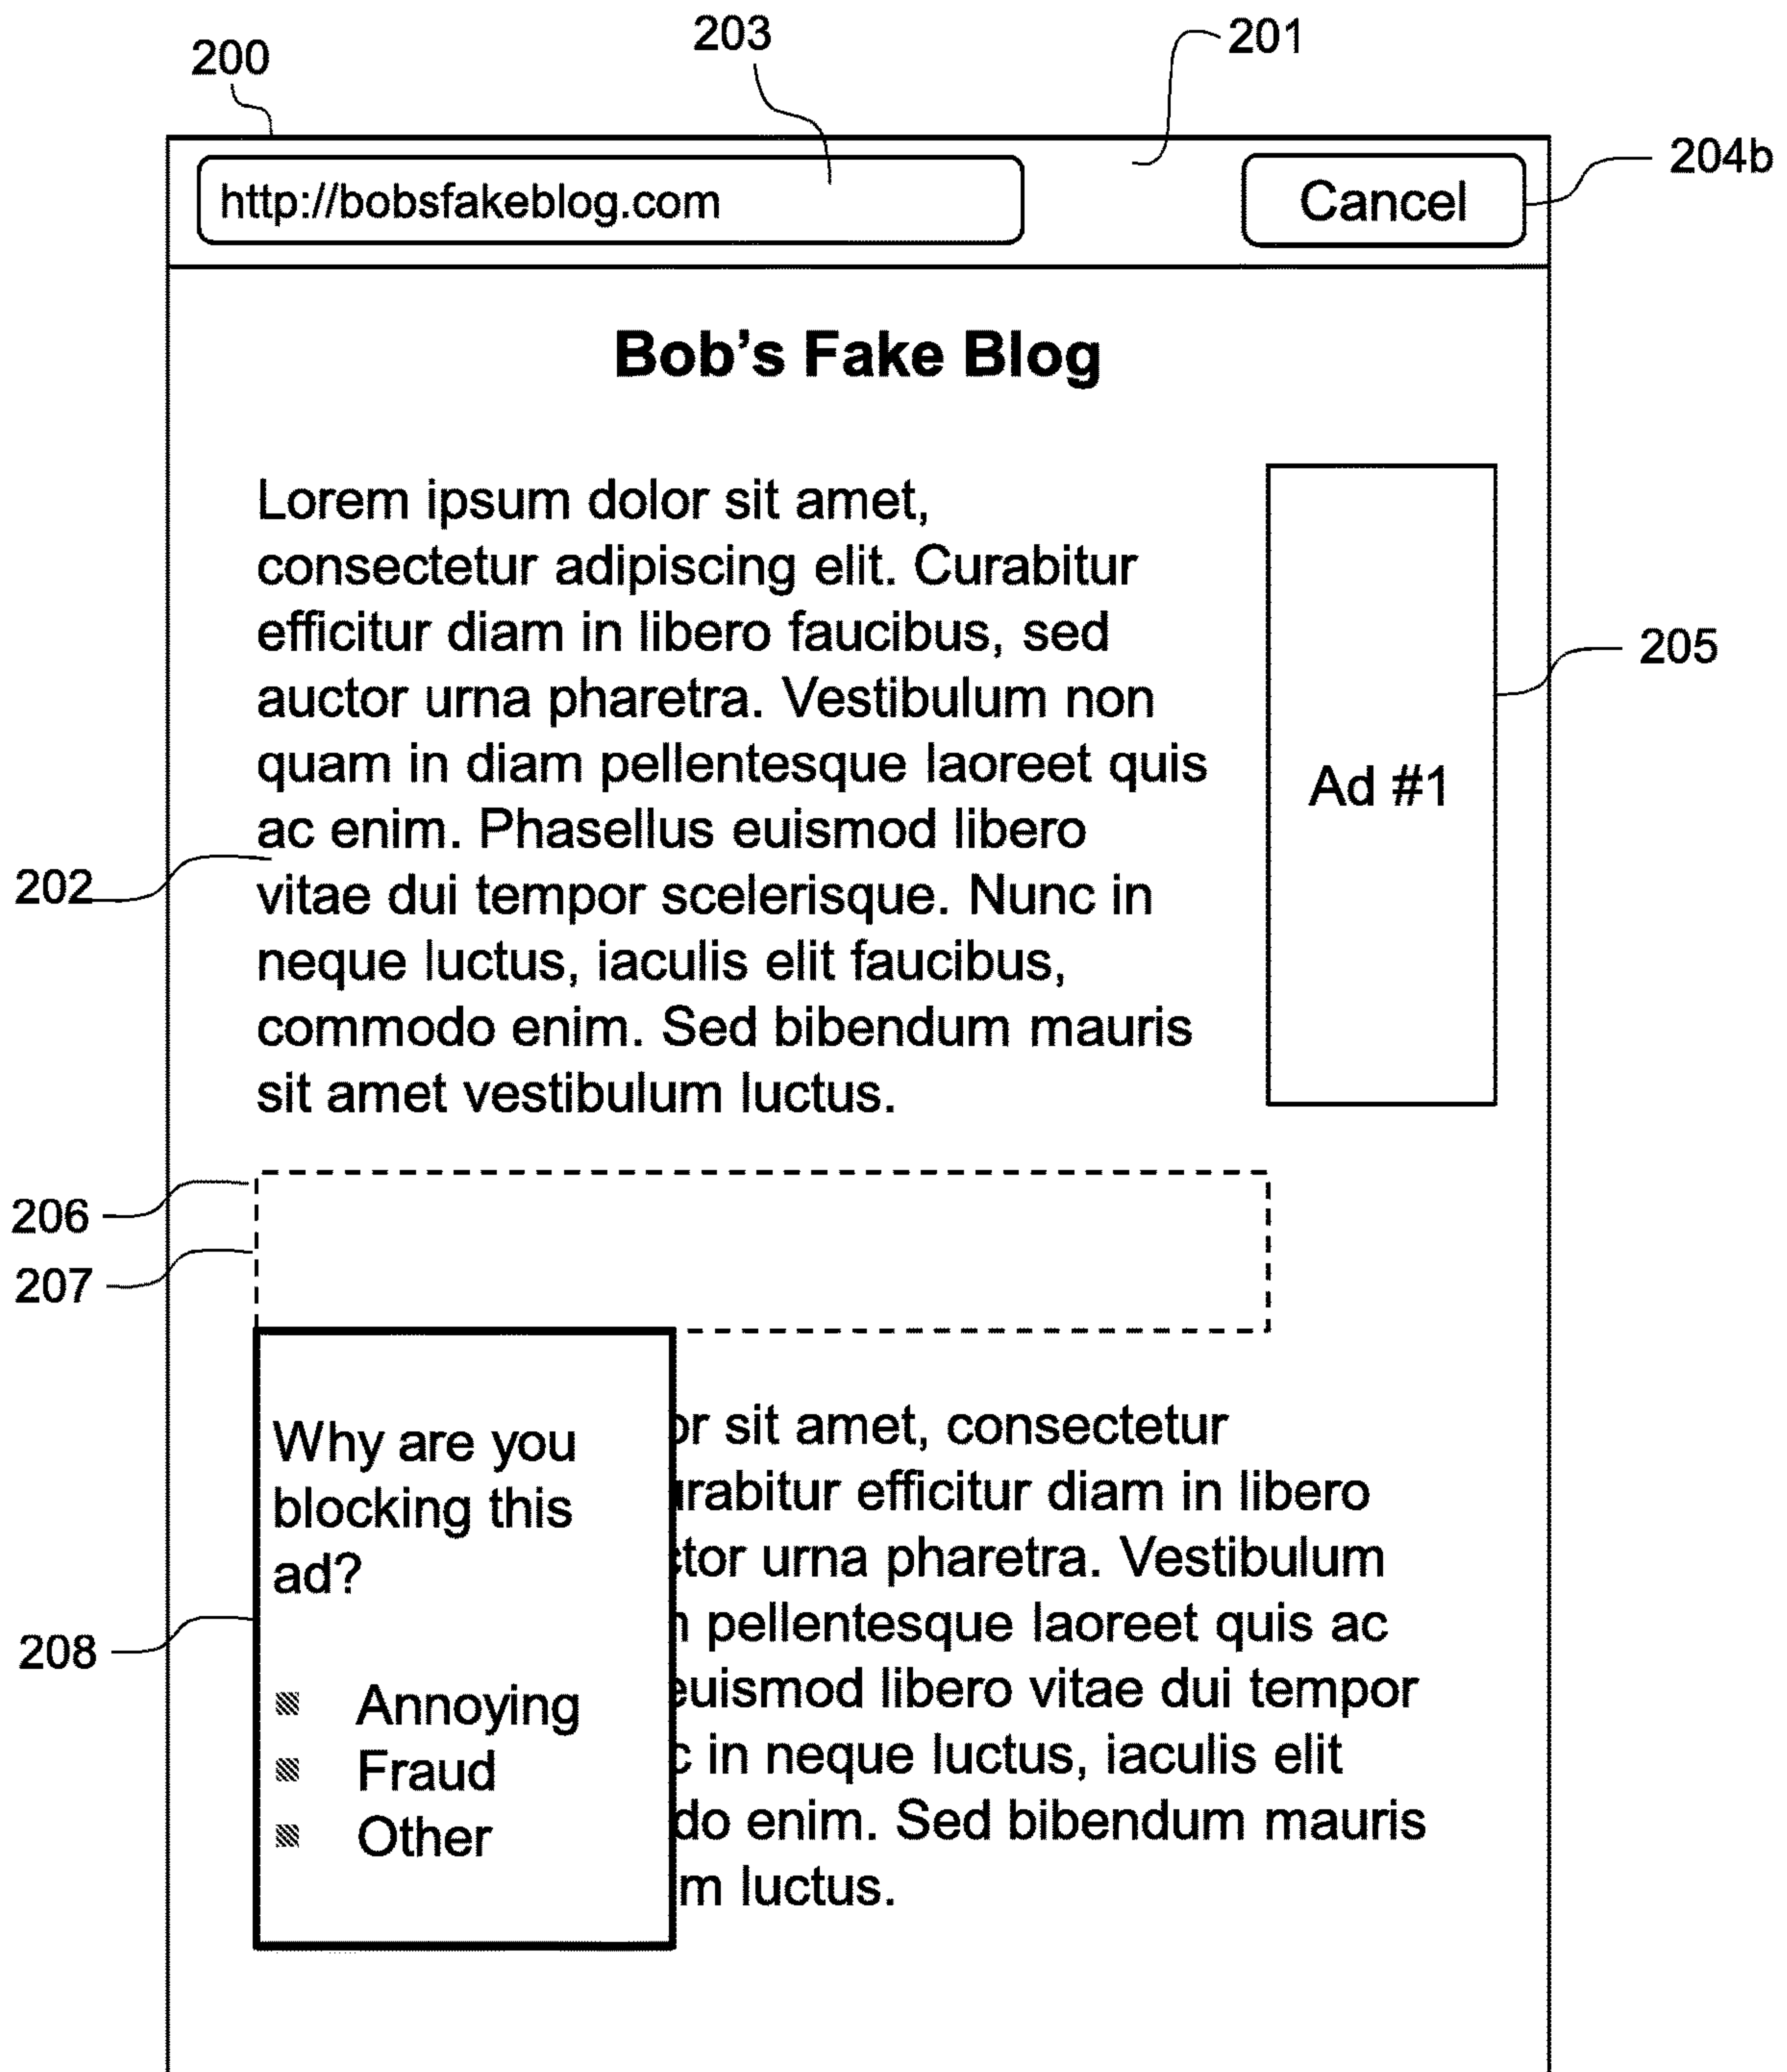 203
201
200
204b
http://bobsfakeblog.com
Cancel
Bob’s Fake Blog
Lorem ipsum dolor sit amet,
consectetur adipiscing elit. Curabitur
efficitur diam in libero faucibus, sed
auctor urna pharetra. Vestibulum non
quam in diam pellentesque laoreet quis
ac enim. Phasellus euismod libero
vitae dui tempor scelerisque. Nunc in
neque luctus, iaculis elit faucibus,
commodo enim. Sed bibendum mauris
sit amet vestibulum luctus.
205
Ad #1
202
206
207
208
Why are you
blocking this
ad?
Annoying
Fraud
Other
or sit amet, consectetur
efficitur diam in libero
urna pharetra. Vestibulum
pellentesque laoreet quis ac
euismod libero vitae dui tempor
in neque luctus, iaculis elit
do enim. Sed bibendum mauris
m luctus.